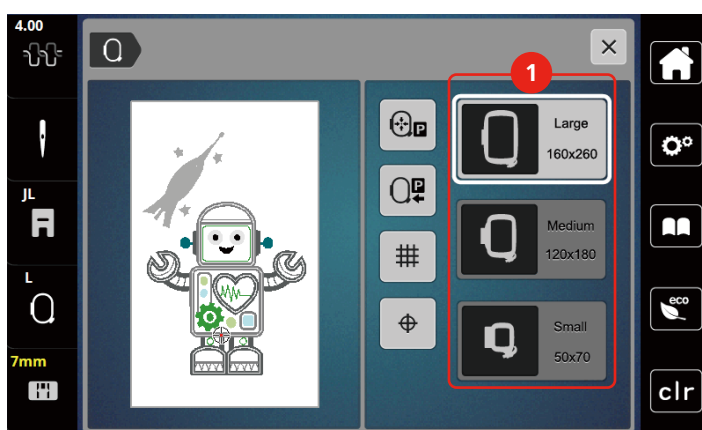 4.00
1
P
Large
160x260
JL
P
Medium
120x180
L
eco
Small
50x70
7mm
clr